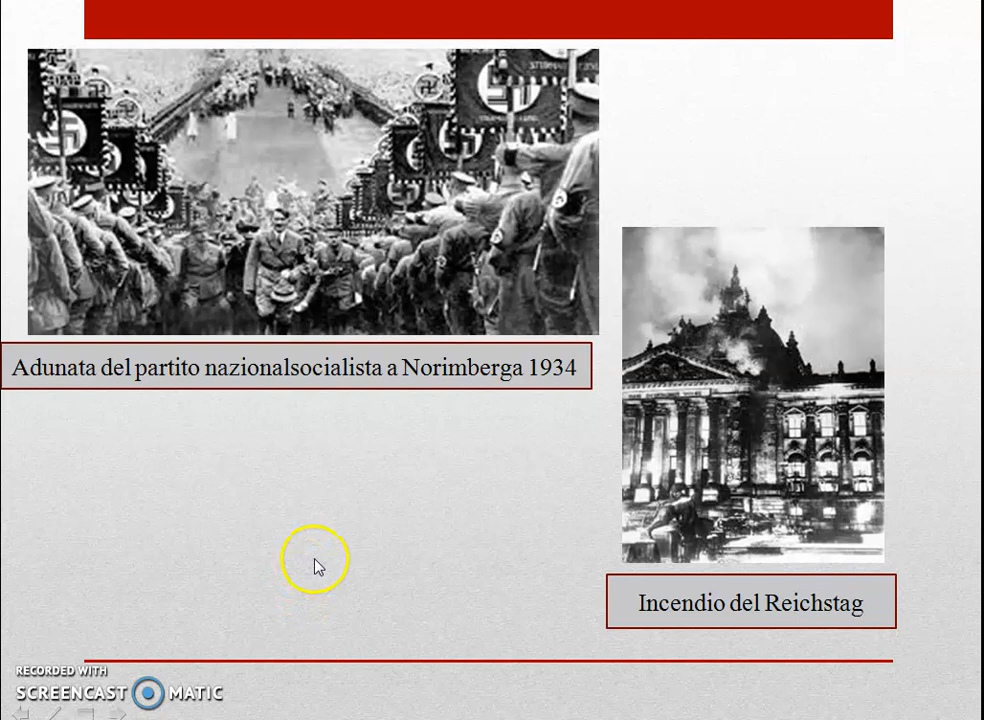 Adunata del partito nazionalsocialista a Norimberga 1934
Incendio del Reichstag
RECORDED WITH
SCREENCAST MATIC